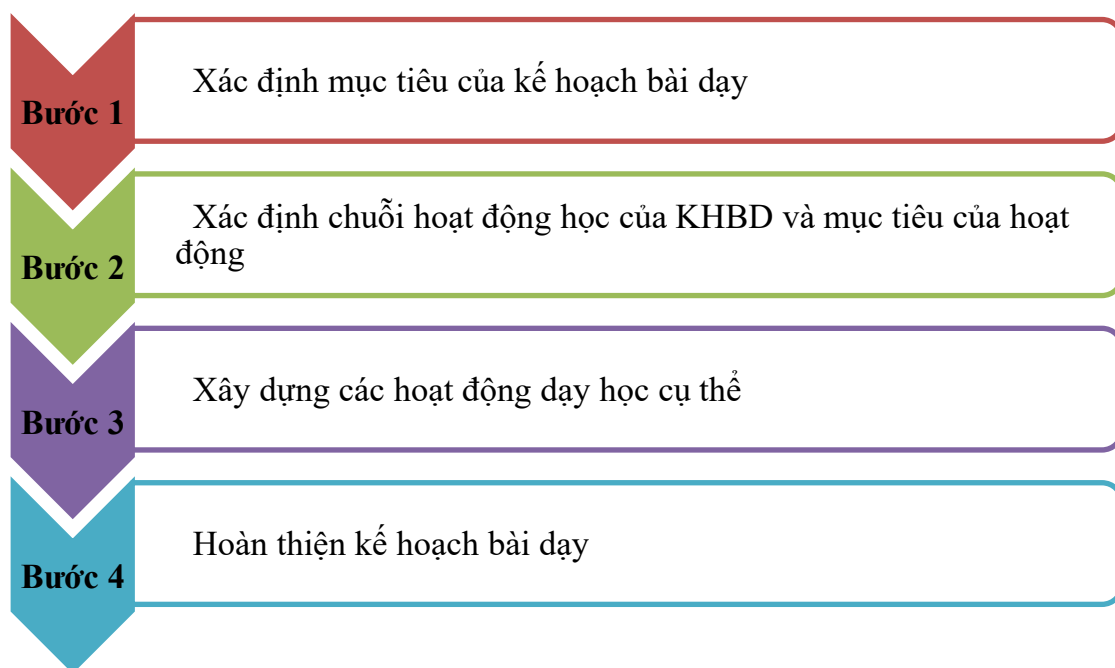 Bước 1
Xác định mục tiêu của kế hoạch bài dạy
Bước 2
Xác định chuỗi hoạt động học của KHBD và mục tiêu của hoạt
động
Bước 3
Xây dựng các hoạt động dạy học cụ thể
Bước 4
Hoàn thiện kế hoạch bài dạy